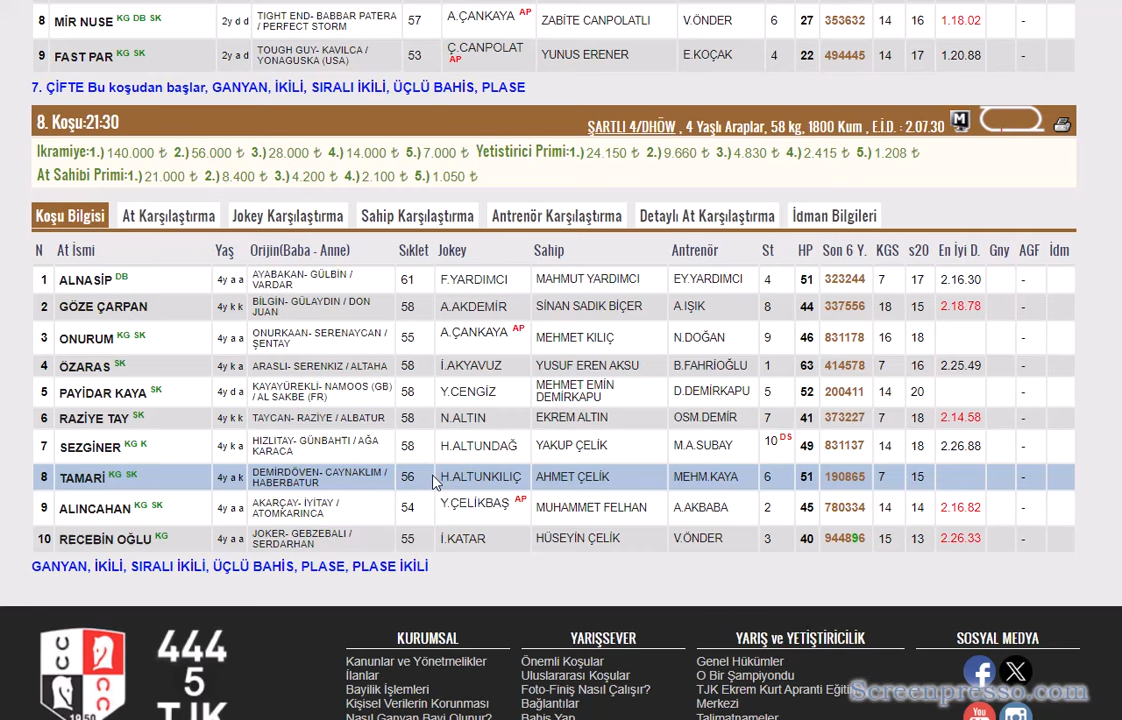 8 MİR NUSE KG DB SK 2y d d TIGHT END- BABBAR PATERA / PERFECT STORM 57 A.ÇANKAYA AP ZABİTE CANPOLATLI V.ÖNDER 6 27 353632 14 16 1.18.02
9 FAST PAR KG SK 2y a d TOUGH GUY- KAVILCA / YONAGUSKA (USA) 53 Ç.CANPOLAT AP YUNUS ERENER E.KOÇAK 4 22 494445 14 17 1.20.88 -
7. ÇİFTE Bu koşudan başlar, GANYAN, İKİLİ, SIRALI İKİLİ, ÜÇLÜ BAHİS, PLASE
8. Koşu:21:30 ŞARTLI 4/DHÖW , 4 Yaşlı Araplar, 58 kg, 1800 Kum , E.İ.D. : 2.07.30 M
Ikramiye:1.) 140.000 ₺ 2.) 56.000 ₺ 3.) 28.000 ₺ 4.) 14.000 ₺ 5.) 7.000 ₺ Yetistirici Primi:1.) 24.150 ₺ 2.) 9.660 ₺ 3.) 4.830 ₺ 4.) 2.415 ₺ 5.) 1.208 ₺
At Sahibi Primi:1.) 21.000 ₺ 2.) 8.400 ₺ 3.) 4.200 ₺ 4.) 2.100 ₺ 5.) 1.050 ₺
Koşu Bilgisi At Karşılaştırma Jokey Karşılaştırma Sahip Karşılaştırma Antrenör Karşılaştırma Detaylı At Karşılaştırma İdman Bilgileri
N At İsmi Yaş Orijin(Baba - Anne) Sıklet Jokey Sahip Antrenör St HP Son 6 Y. KGS s20 En İyi D. Gny AGF İdm
1 ALNASİP DB 4y a a AYABAKAN- GÜLBİN / VARDAR 61 F.YARDIMCI MAHMUT YARDIMCI EY.YARDIMCI 4 51 323244 7 17 2.16.30 -
2 GÖZE ÇARPAN 4y k k BİLGİN- GÜLAYDIN / DON JUAN 58 A.AKDEMİR SİNAN SADIK BİÇER A.IŞIK 8 44 337556 18 15 2.18.78 -
3 ONURUM KG SK 4y a a ONURKAAN- SERENAYCAN / ŞENTAY 55 A.ÇANKAYA AP MEHMET KILIÇ N.DOĞAN 9 46 831178 16 18 -
4 ÖZARAS SK 4y k a ARASLI- SERENKIZ / ALTAHA 58 İ.AKYAVUZ YUSUF EREN AKSU B.FAHRİOĞLU 1 63 414578 7 16 2.25.49 -
5 PAYİDAR KAYA SK 4y d a KAYAYÜREKLİ- NAMOOS (GB) / AL SAKBE (FR) 58 Y.CENGİZ MEHMET EMİN DEMİRKAPU D.DEMİRKAPU 5 52 200411 14 20 -
6 RAZİYE TAY SK 4y k k TAYCAN- RAZİYE / ALBATUR 58 N.ALTIN EKREM ALTIN OSM.DEMİR 7 41 373227 7 18 2.14.58 -
7 SEZGİNER KG K 4y k a HIZLITAY- GÜNBAHTI / AĞA KARACA 58 H.ALTUNDAĞ YAKUP ÇELİK M.A.SUBAY 10 DS 49 831137 14 18 2.26.88 -
8 TAMARİ KG SK 4y a k DEMİRDÖVEN- CAYNAKLIM / HABERBATUR 56 H.ALTUNKILIÇ AHMET ÇELİK MEHM.KAYA 6 51 190865 7 15 -
9 ALINCAHAN KG SK 4y a a AKARÇAY- İYİTAY / ATOMKARINCA 54 Y.ÇELİKBAŞ AP MUHAMMET FELHAN A.AKBABA 2 45 780334 14 14 2.16.82 -
10 RECEBİN OĞLU KG 4y a a JOKER- GEBZEBALI / SERDARHAN 55 İ.KATAR HÜSEYİN ÇELİK V.ÖNDER 3 40 944896 15 13 2.26.33 -
GANYAN, İKİLİ, SIRALI İKİLİ, ÜÇLÜ BAHİS, PLASE, PLASE İKİLİ
444
5
TJK
1950
KURUMSAL YARIŞSEVER YARIŞ ve YETİŞTİRİCİLİK SOSYAL MEDYA
Kanunlar ve Yönetmelikler Önemli Koşular Genel Hükümler
İlanlar Uluslararası Koşular O Bir Şampiyondu
Bayilik İşlemleri Foto-Finiş Nasıl Çalışır? TJK Ekrem Kurt Apranti Eğitim
Kişisel Verilerin Korunması Bağlantılar Merkezi
Nasıl Ganyan Bayi Olunur? Bahis Yap Talimatnameler
Screenpresso.com
You